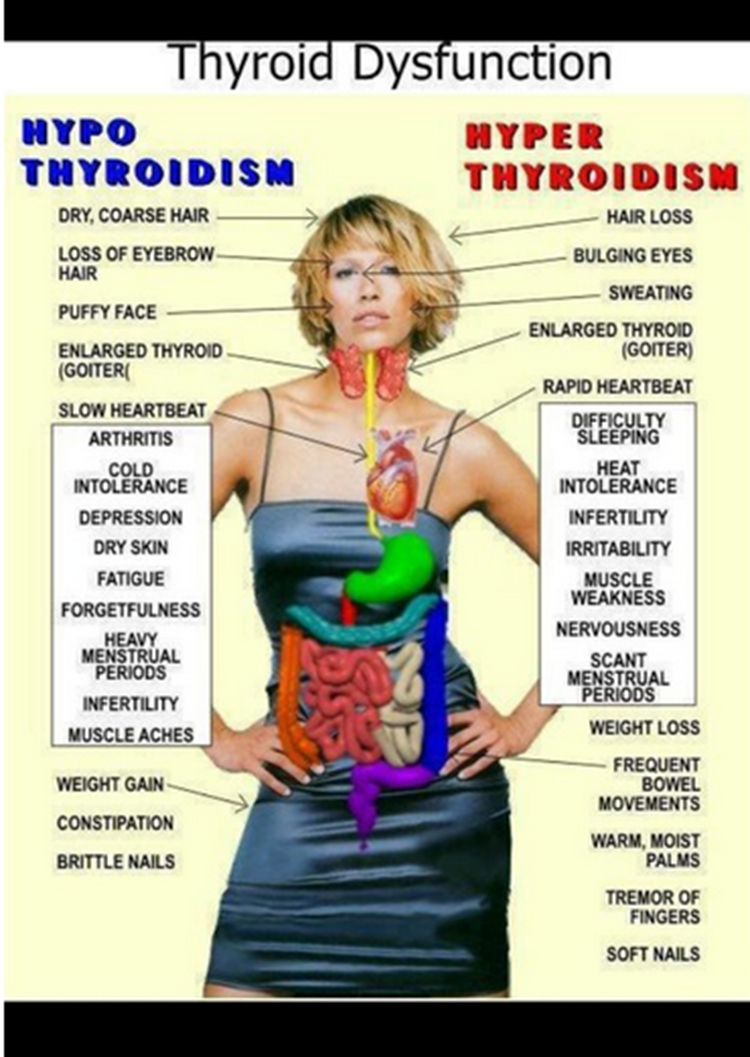 Thyroid Dysfunction
HYPO
THYROIDISM
DRY, COARSE HAIR
LOSS OF EYEBROW
HAIR
PUFFY FACE
ENLARGED THYROID
(GOITER(
SLOW HEARTBEAT
ARTHRITIS
COLD
INTOLERANCE
DEPRESSION
DRY SKIN
FATIGUE
FORGETFULNESS
HEAVY
MENSTRUAL
PERIODS
INFERTILITY
MUSCLE ACHES
WEIGHT GAIN
CONSTIPATION
BRITTLE NAILS
HYPER
THYROIDISM
HAIR LOSS
BULGING EYES
SWEATING
ENLARGED THYROID
(GOITER)
RAPID HEARTBEAT
DIFFICULTY
SLEEPING
HEAT
INTOLERANCE
INFERTILITY
IRRITABILITY
MUSCLE
WEAKNESS
NERVOUSNESS
SCANT
MENSTRUAL
PERIODS
WEIGHT LOSS
FREQUENT
BOWEL
MOVEMENTS
WARM, MOIST
PALMS
TREMOR OF
FINGERS
SOFT NAILS